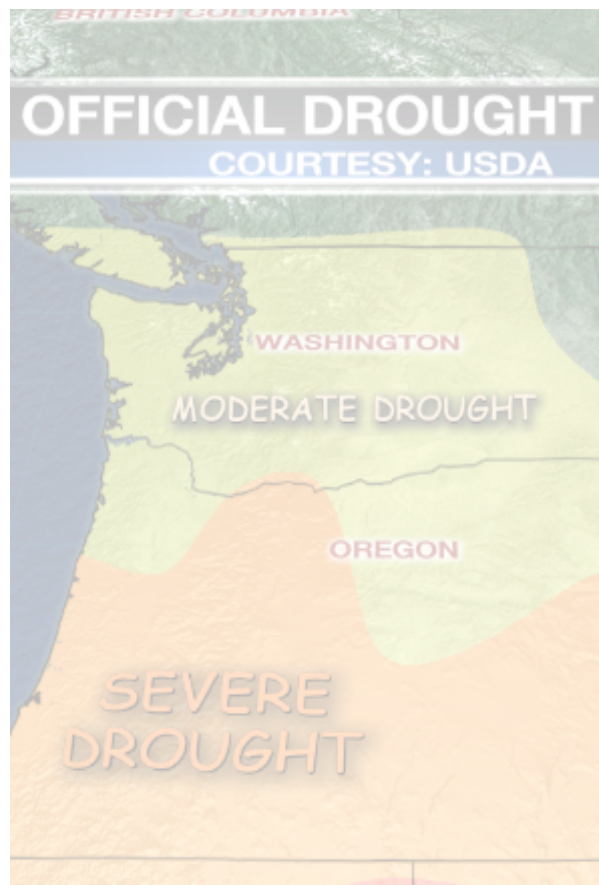 BRITISH COLUMBIA
OFFICIAL DROUGHT
COURTESY: USDA
WASHINGTON
MODERATE DROUGHT
OREGON
SEVERE
DROUGHT